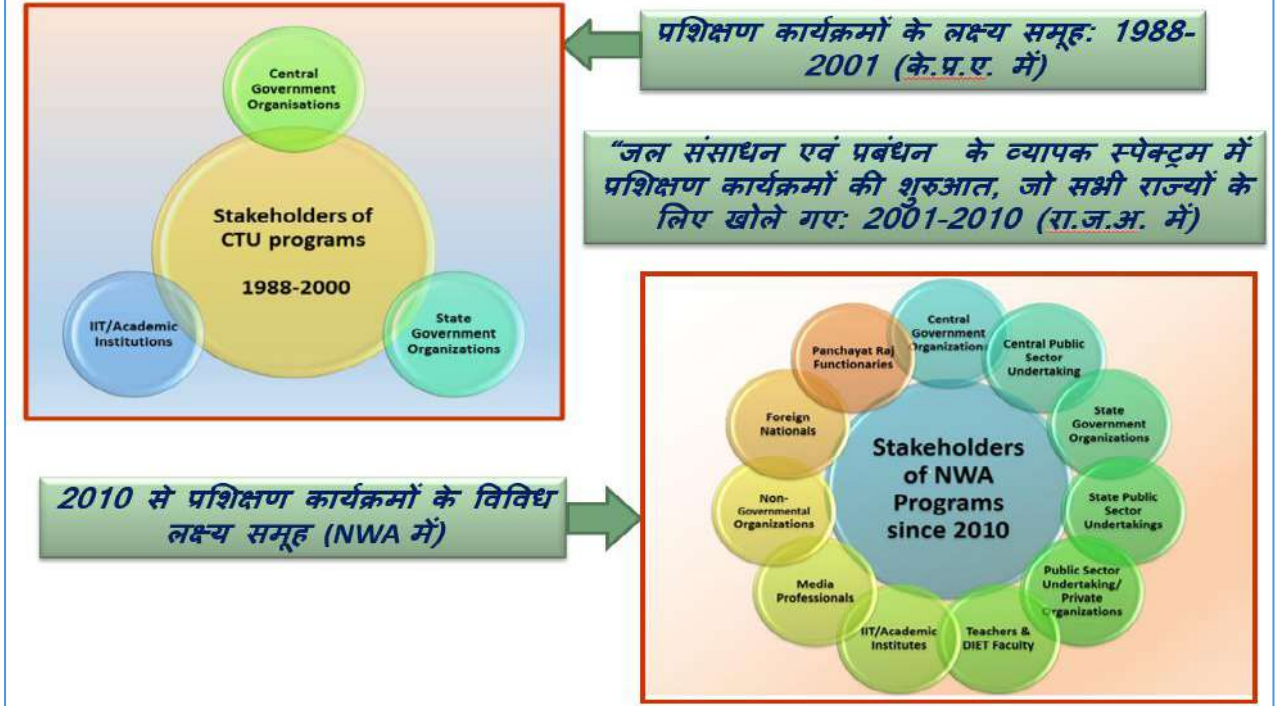 Central
Government
Organisations
Stakeholders of
CTU programs
1988-2000
IIT/Academic
Institutions
State
Government
Organizations
प्रशिक्षण कार्यक्रमों के लक्ष्य समूह: 1988-
2001 (के.प्र.ए. में)
“जल संसाधन एवं प्रबंधन के व्यापक स्पेक्ट्रम में
प्रशिक्षण कार्यक्रमों की शुरुआत, जो सभी राज्यों के
लिए खोले गए: 2001-2010 (रा.ज.अ. में)
2010 से प्रशिक्षण कार्यक्रमों के विविध
लक्ष्य समूह (NWA में)
Stakeholders
of NWA
Programs
since 2010
Central
Government
Organizations
Central Public
Sector
Undertaking
State
Government
Organizations
State Public
Sector
Undertakings
Public Sector
Undertaking/
Private
Organizations
Teachers &
DIET Faculty
IIT/Academic
Institutes
Media
Professionals
Non-
Governmental
Organizations
Foreign
Nationals
Panchayat Raj
Functionaries